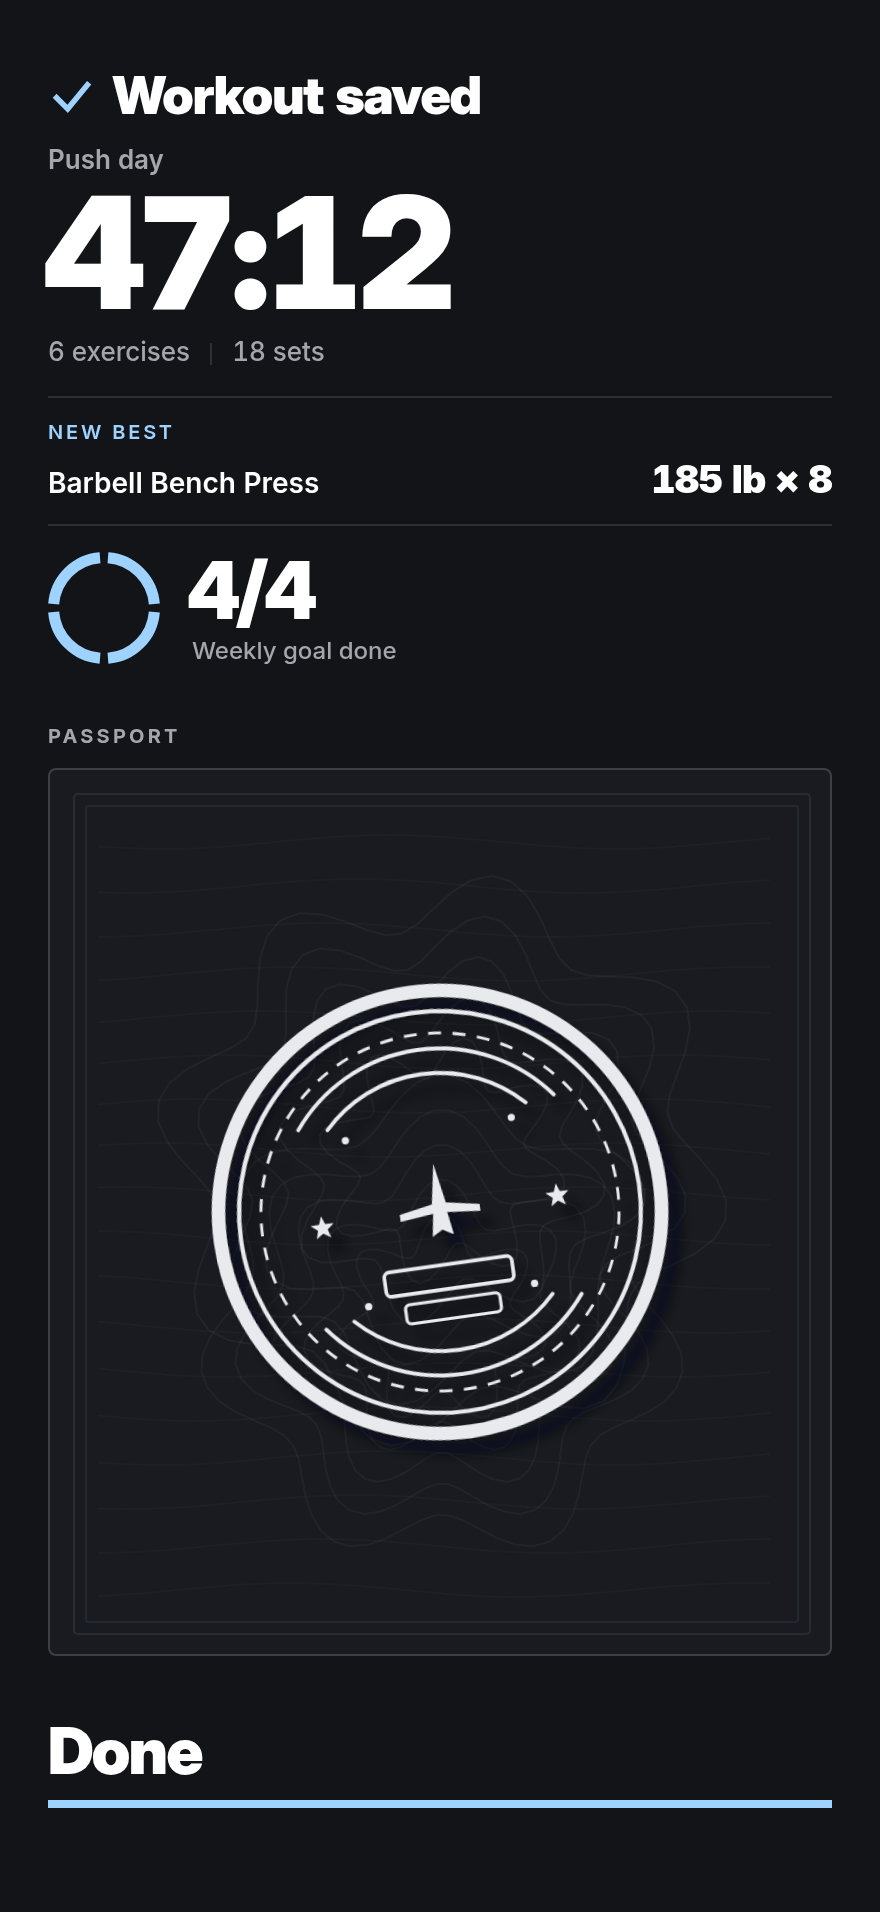 Workout saved
Push day
47:12
6 exercises | 18 sets
NEW BEST
Barbell Bench Press 185 lb × 8
4/4
Weekly goal done
PASSPORT
Done